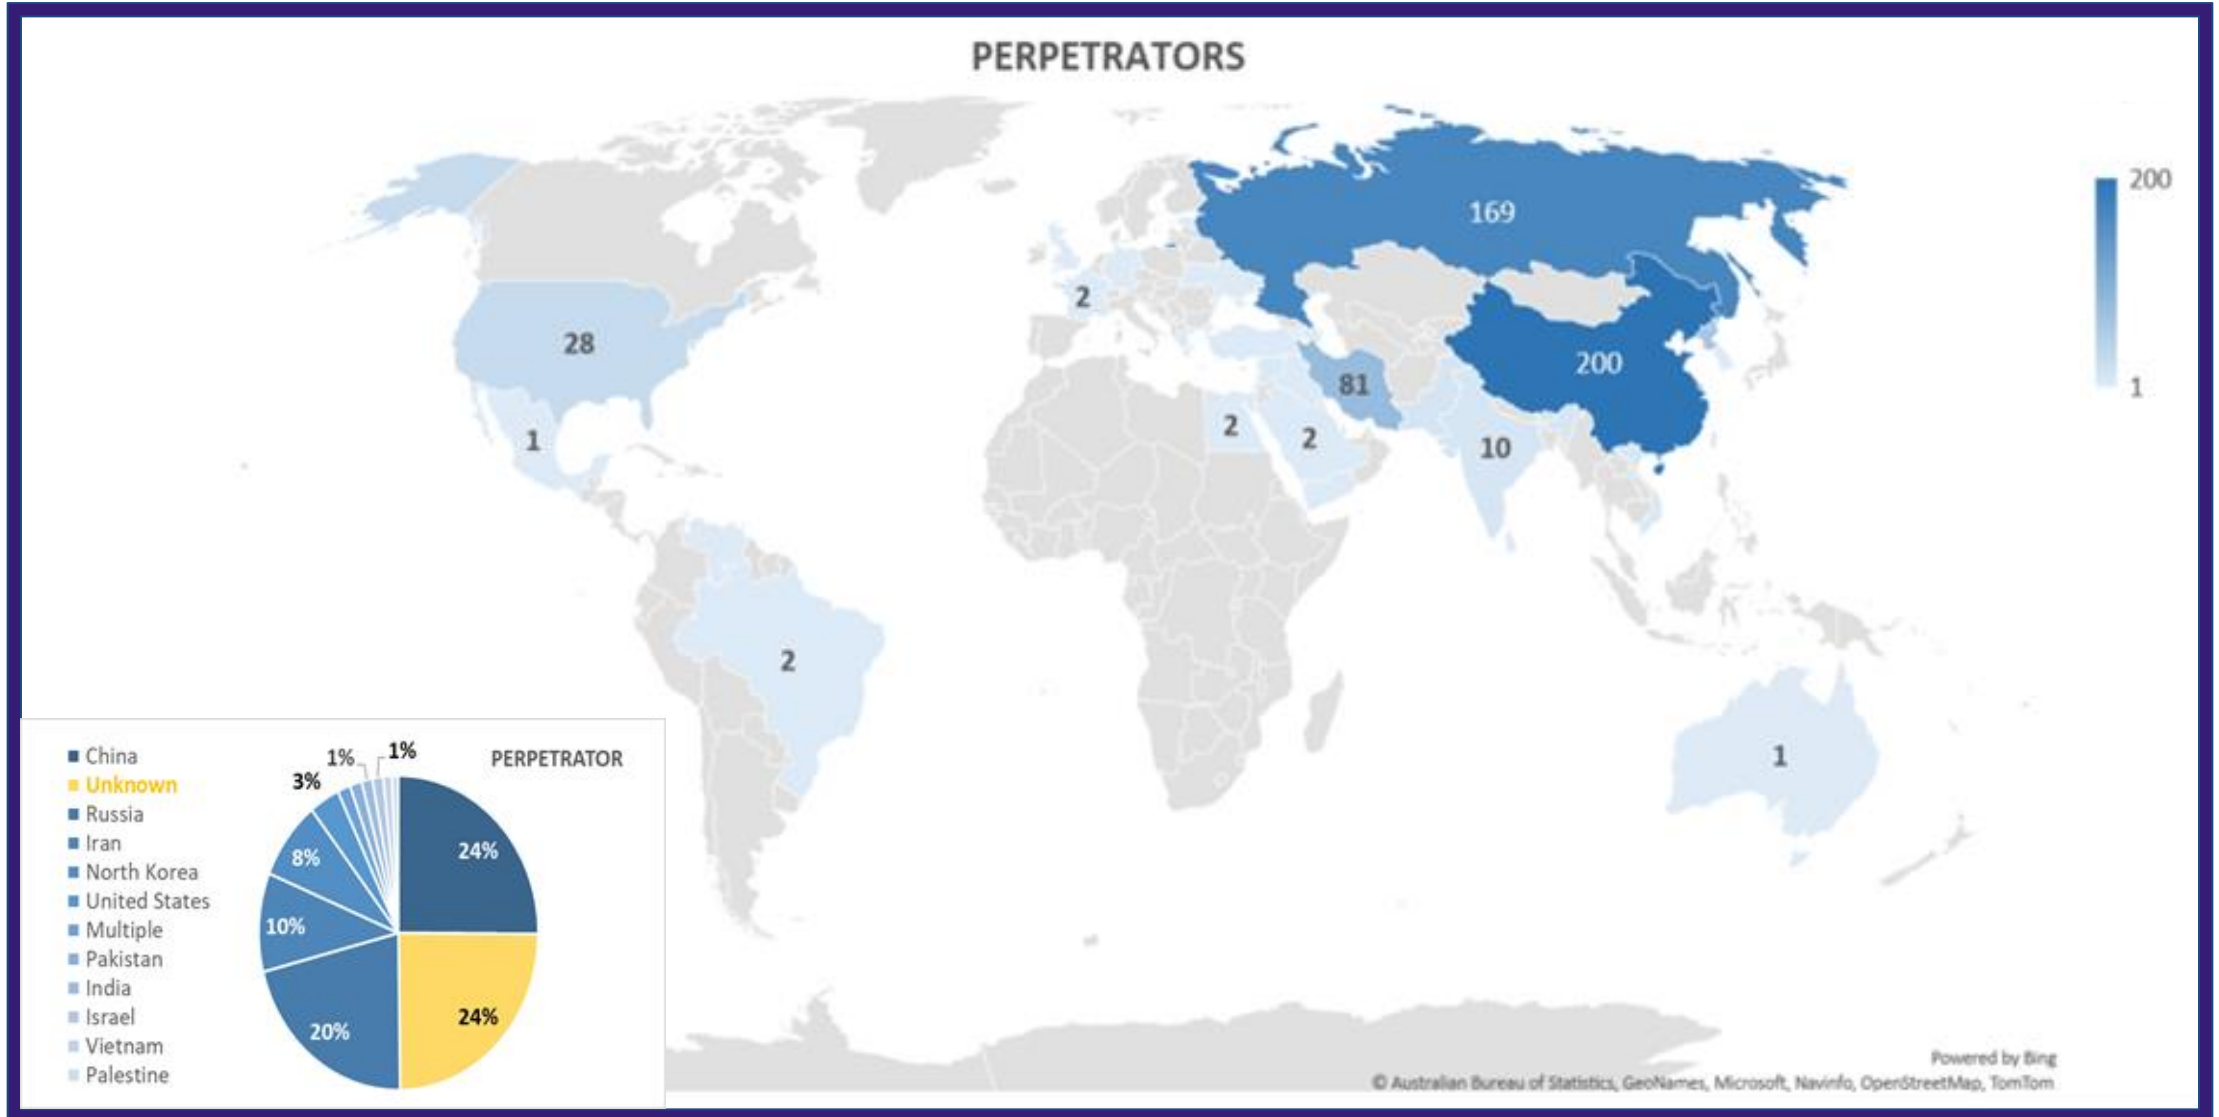 PERPETRATORS
200
1
169
200
28
2
81
1
2
2
10
2
1
PERPETRATOR
China
Unknown
Russia
Iran
North Korea
United States
Multiple
Pakistan
India
Israel
Vietnam
Palestine
1%
1%
3%
8%
10%
20%
24%
24%
Powered by Bing
© Australian Bureau of Statistics, GeoNames, Microsoft, Navinfo, OpenStreetMap, TomTom